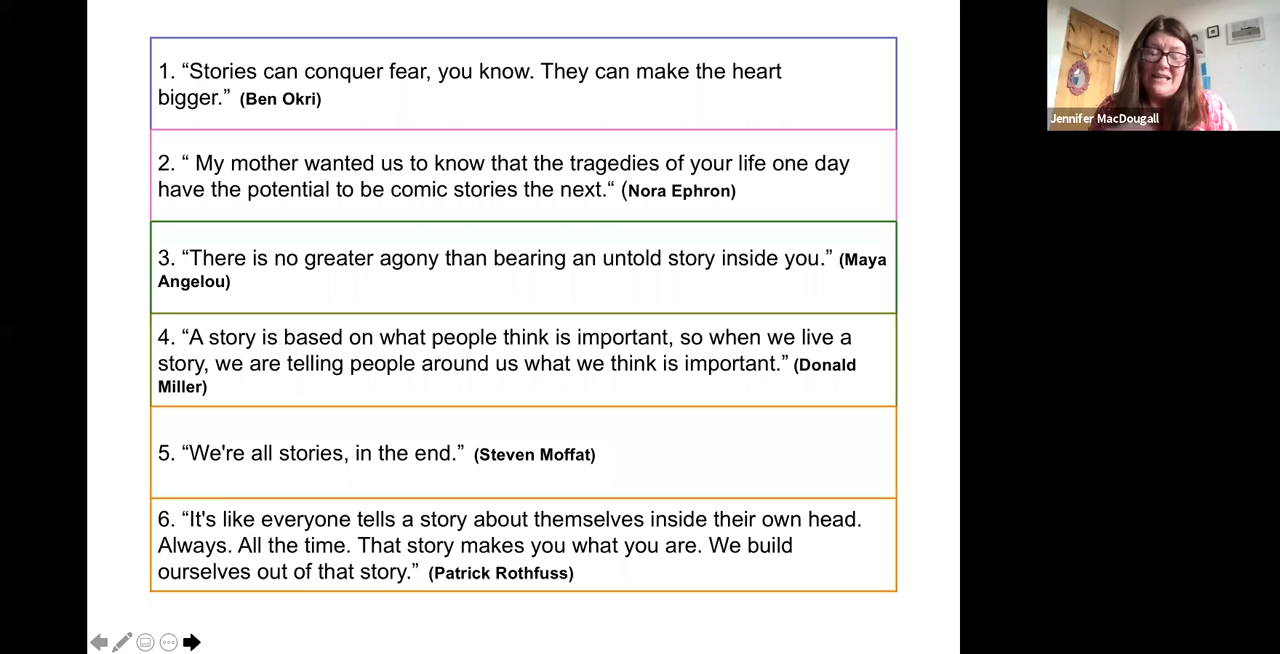 1. “Stories can conquer fear, you know. They can make the heart
bigger.” (Ben Okri)
2. “ My mother wanted us to know that the tragedies of your life one day
have the potential to be comic stories the next.“ (Nora Ephron)
3. “There is no greater agony than bearing an untold story inside you.” (Maya
Angelou)
4. “A story is based on what people think is important, so when we live a
story, we are telling people around us what we think is important.” (Donald
Miller)
5. “We're all stories, in the end.” (Steven Moffat)
6. “It's like everyone tells a story about themselves inside their own head.
Always. All the time. That story makes you what you are. We build
ourselves out of that story.” (Patrick Rothfuss)
Jennifer MacDougall